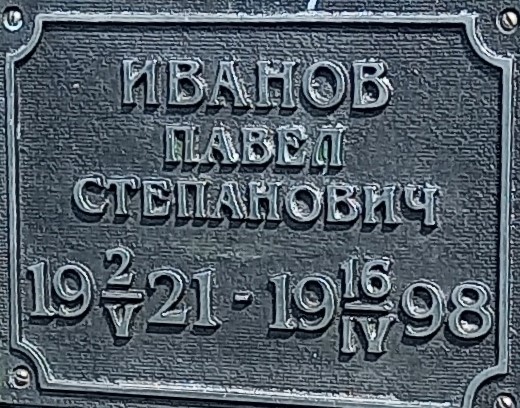 ИВАНОВ
ПАВЕЛ
СТЕПАНОВИЧ
19 2/V 21 - 19 16/IV 98